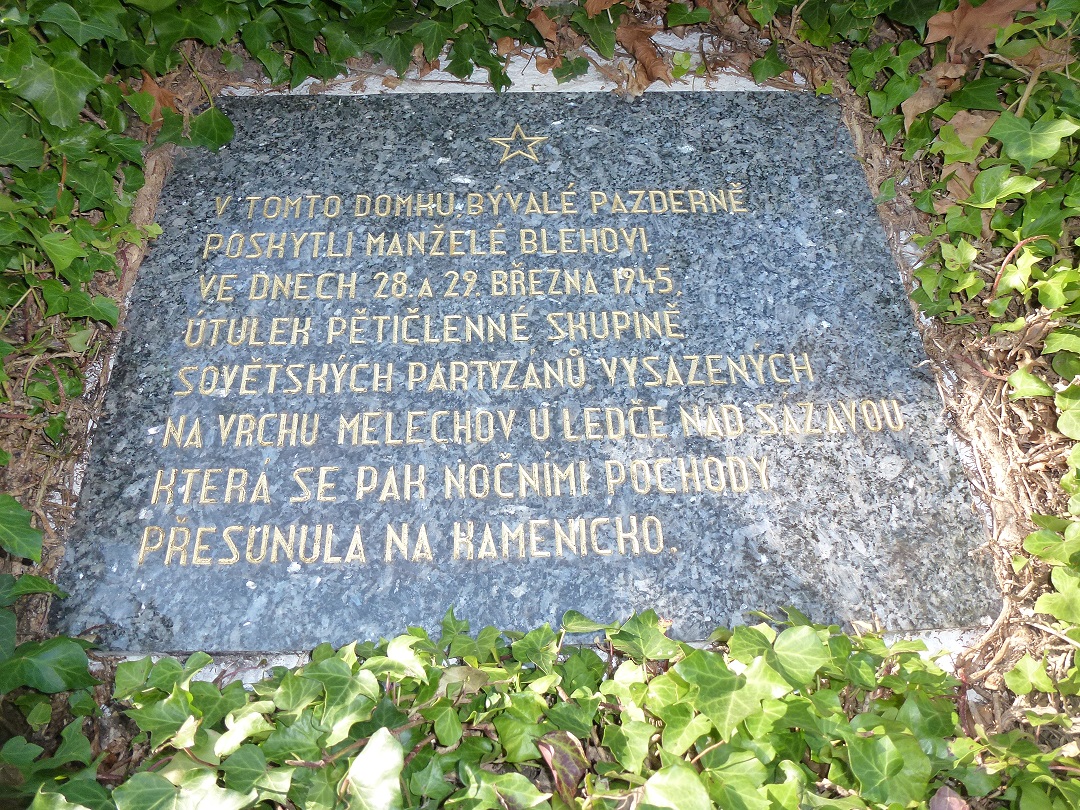 V TOMTO DOMHU BÝVALÉ PAZDERNĚ
POSKYTLI MANŽELÉ BLEHOVI
VE DNECH 28. A 29. BŘEZNA 1945
ÚTULEK PĚTIČLENNÉ SKUPINĚ
SOVĚTSKÝCH PARTYZÁNŮ VYSAZENÝCH
NA VRCHU MELECHOV U LEDČE NAD SÁZAVOU
KTERÁ SE PAK NOČNÍMI POCHODY
PŘESUNULA NA KAMENICKO.